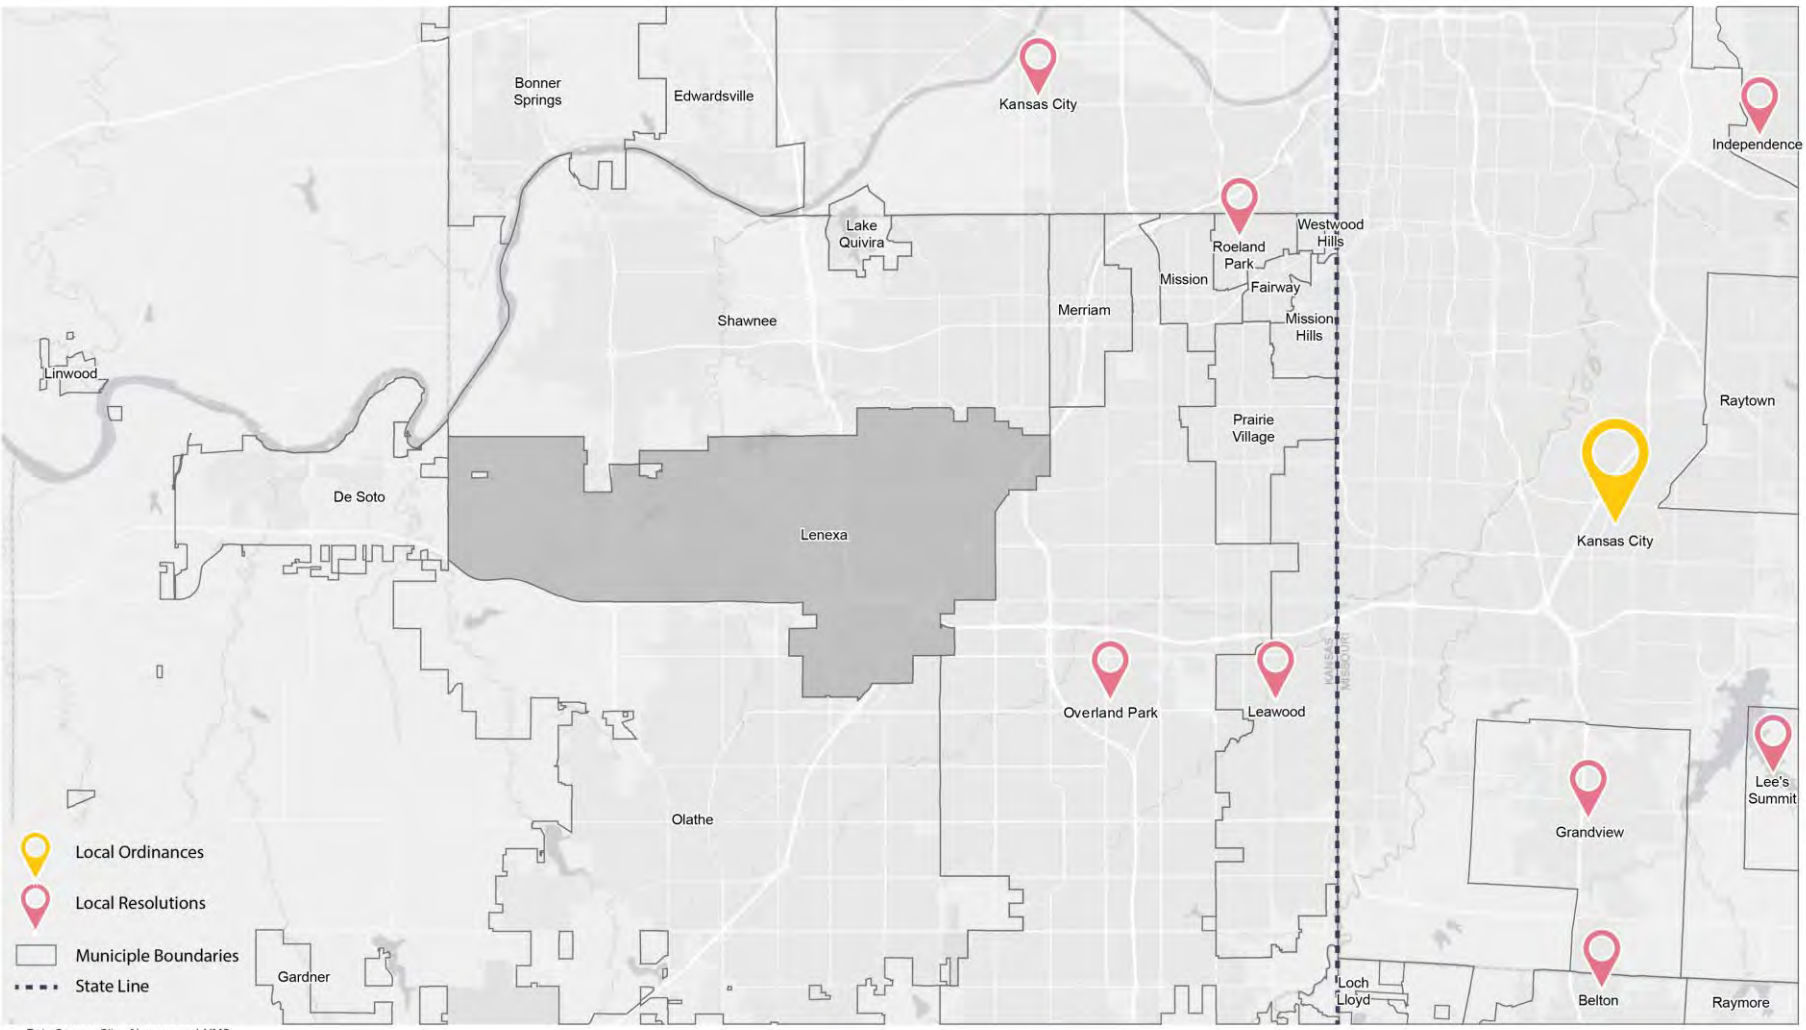 Bonner
Springs
Edwardsville
Kansas City
Independence
Lake
Quivira
Roeland
Park
Westwood
Hills
Mission
Fairway
Merriam
Mission
Hills
Shawnee
Linwood
Raytown
Prairie
Village
De Soto
Lenexa
Kansas City
KANSAS
MISSOURI
Overland Park
Leawood
Lee's
Summit
Olathe
Grandview
Local Ordinances
Local Resolutions
Municiple Boundaries
State Line
Gardner
Loch
Lloyd
Belton
Raymore